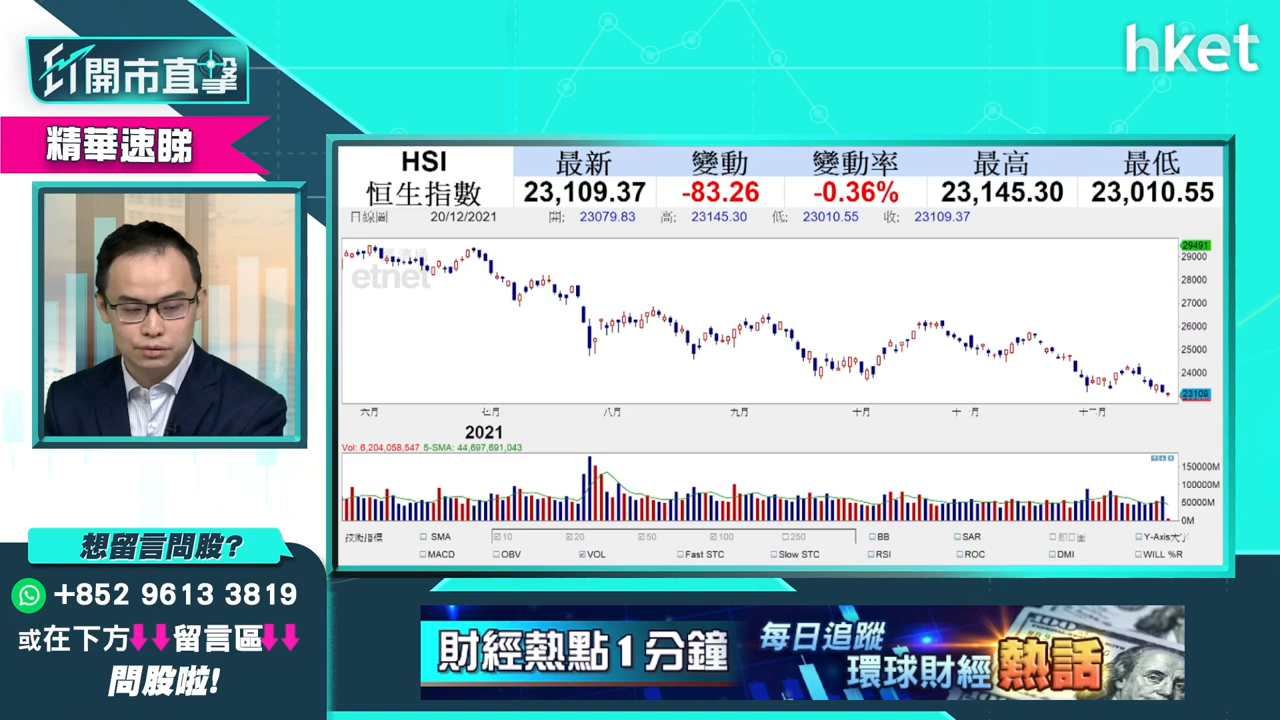 開市直擊
hket
精華速睇
HSI
恒生指數
最新 變動 變動率 最高 最低
23,109.37 -83.26 -0.36% 23,145.30 23,010.55
日線圖 20/12/2021 開: 23079.83 高: 23145.30 低: 23010.55 收: 23109.37
etnet
29491
29000
28000
27000
26000
25000
24000
23109
六月 七月 八月 九月 十月 十一月 十二月
2021
Vol: 6,204,058,547 5-SMA: 44,697,691,043
150000M
100000M
50000M
0M
技術指標 SMA 10 20 50 100 250 BB SAR Y-Axis大字
MACD OBV VOL Fast STC Slow STC RSI ROC DMI WILL %R
想留言問股?
+852 9613 3819
或在下方留言區
問股啦!
財經熱點1分鐘
每日追蹤
環球財經熱話